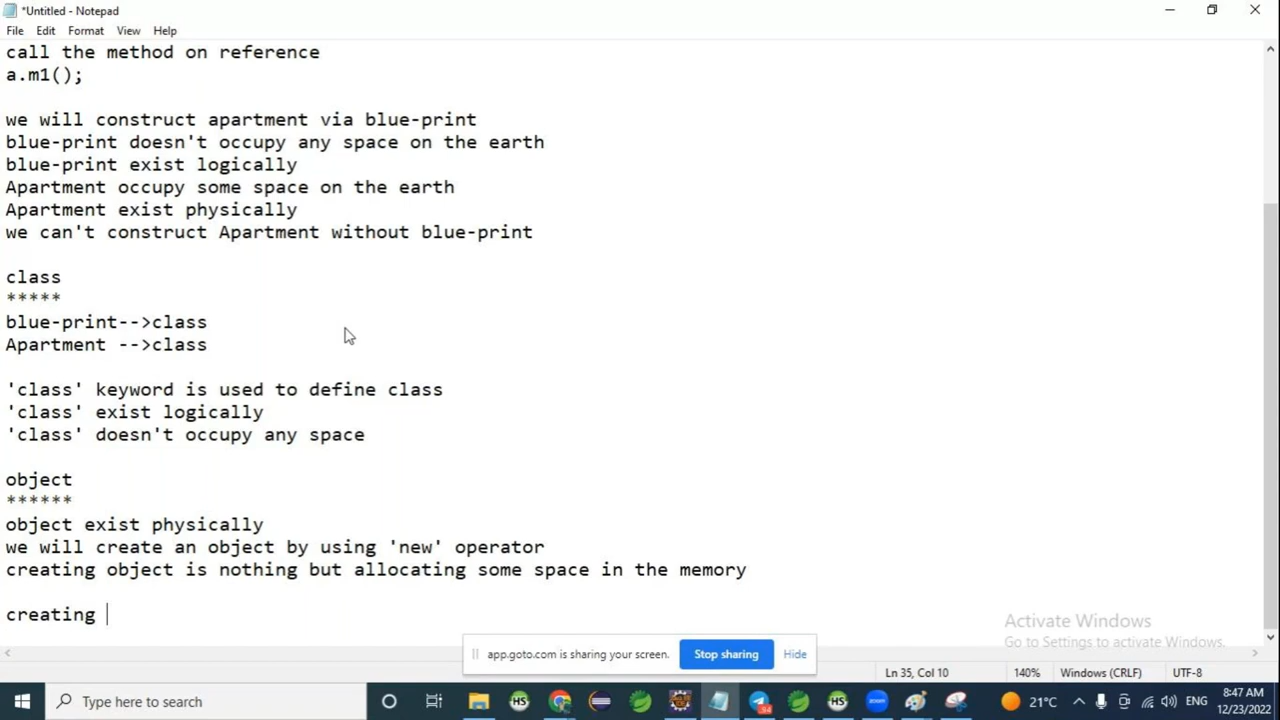 *Untitled - Notepad
File Edit Format View Help
call the method on reference
a.m1();
we will construct apartment via blue-print
blue-print doesn't occupy any space on the earth
blue-print exist logically
Apartment occupy some space on the earth
Apartment exist physically
we can't construct Apartment without blue-print
class
*****
blue-print-->class
Apartment -->class
'class' keyword is used to define class
'class' exist logically
'class' doesn't occupy any space
object
******
object exist physically
we will create an object by using 'new' operator
creating object is nothing but allocating some space in the memory
creating
Activate Windows
Go to Settings to activate Windows.
app.goto.com is sharing your screen. Stop sharing Hide
Ln 35, Col 10 140% Windows (CRLF) UTF-8
Type here to search
HS
HS
zoom
21°C
ENG
8:47 AM
12/23/2022